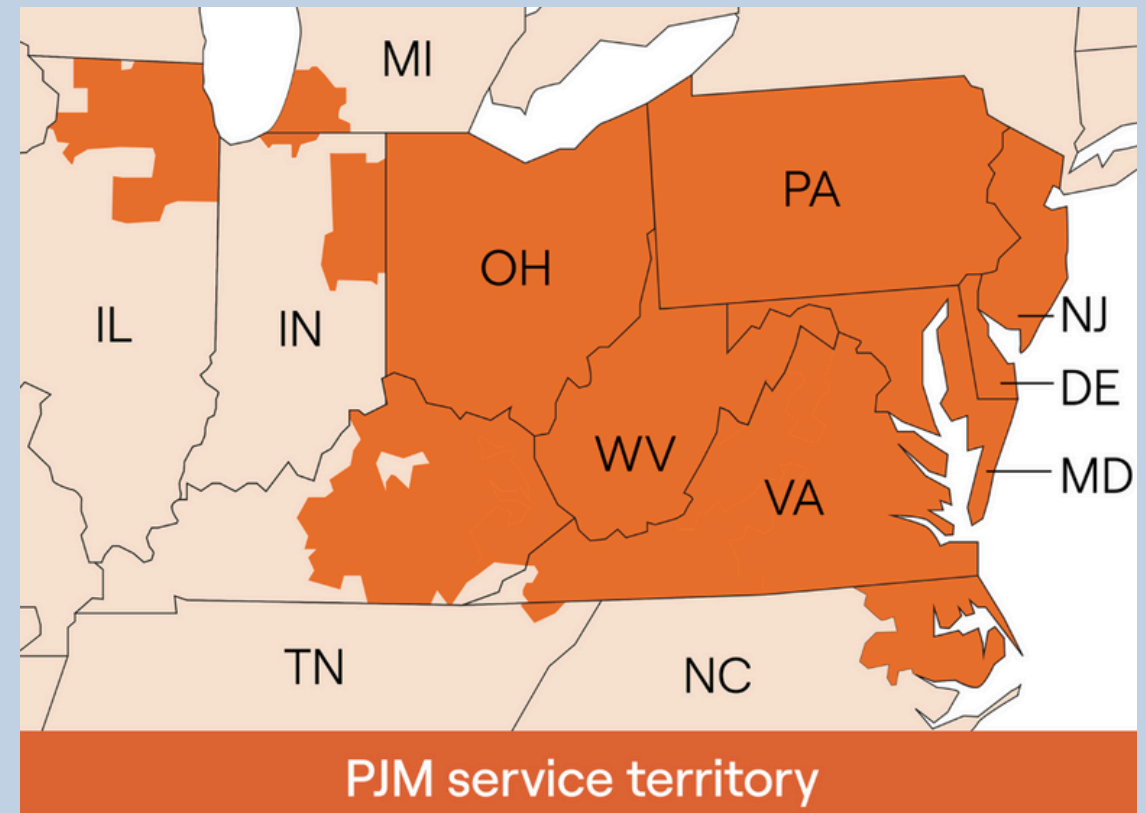 MI
PA
OH
NJ
IL
IN
DE
WV
MD
VA
TN
NC
PJM service territory